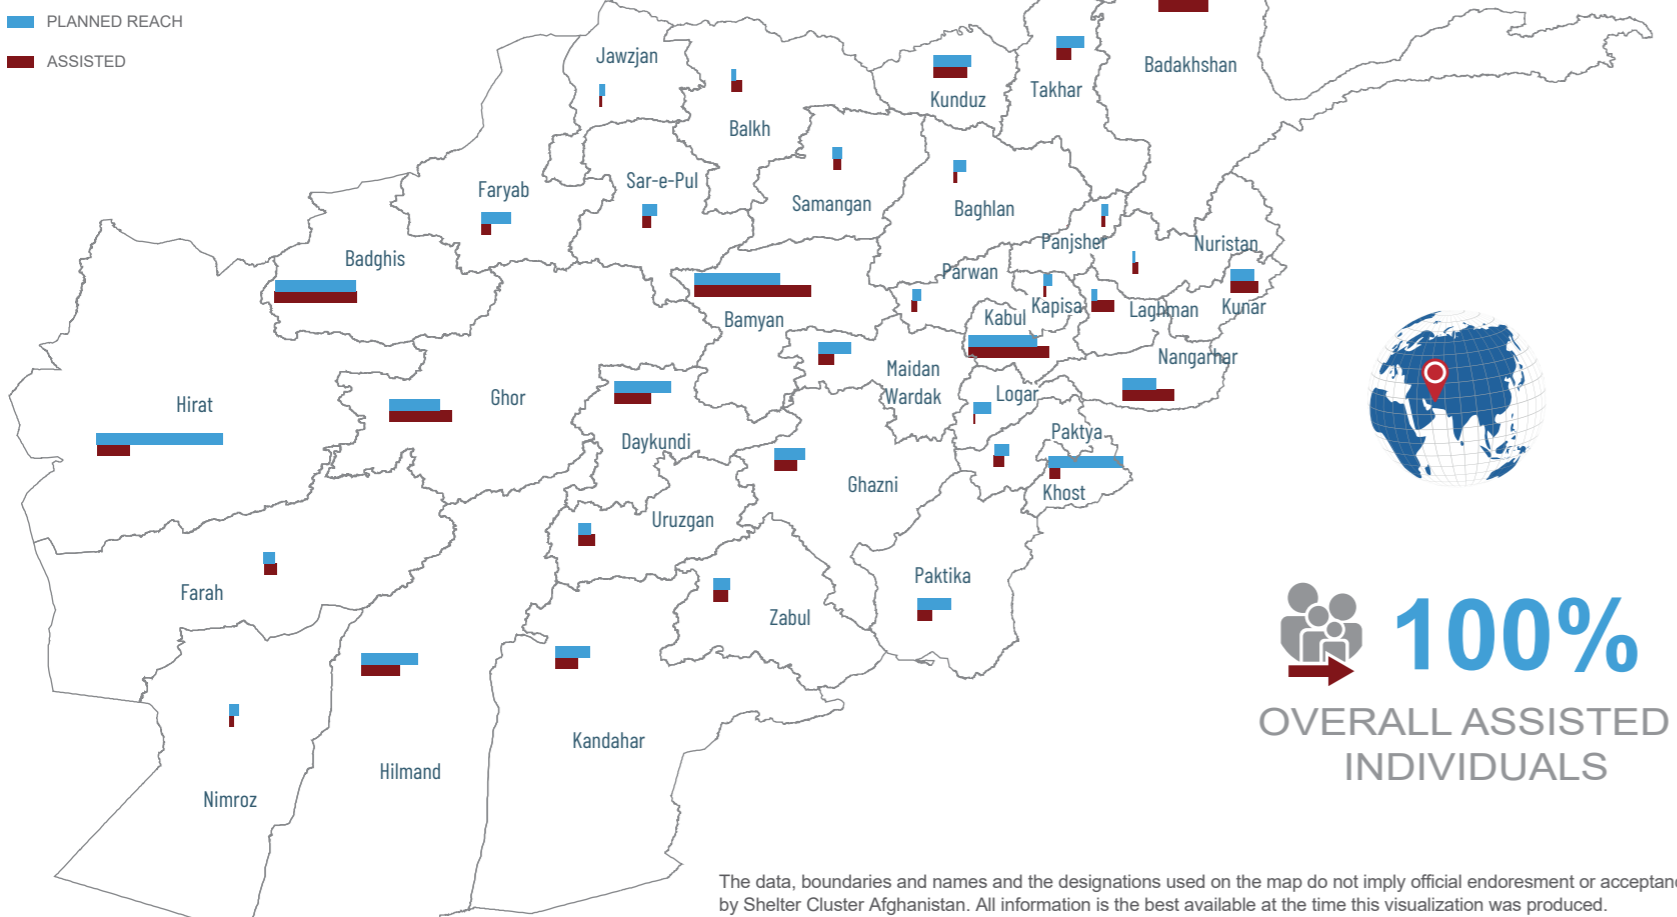 PLANNED REACH
ASSISTED
Jawzjan
Balkh
Kunduz
Takhar
Badakhshan
Faryab
Sar-e-Pul
Samangan
Baghlan
Badghis
Panjsher
Nuristan
Parwan
Bamyan
Kabul
Kapisa
Laghman
Kunar
Hirat
Ghor
Maidan
Wardak
Nangarhar
Logar
Daykundi
Paktya
Ghazni
Khost
Uruzgan
Farah
Zabul
Paktika
Kandahar
Hilmand
Nimroz
100%
OVERALL ASSISTED
INDIVIDUALS
The data, boundaries and names and the designations used on the map do not imply official endoresment or
by Shelter Cluster Afghanistan. All information is the best available at the time this visualization was produced.